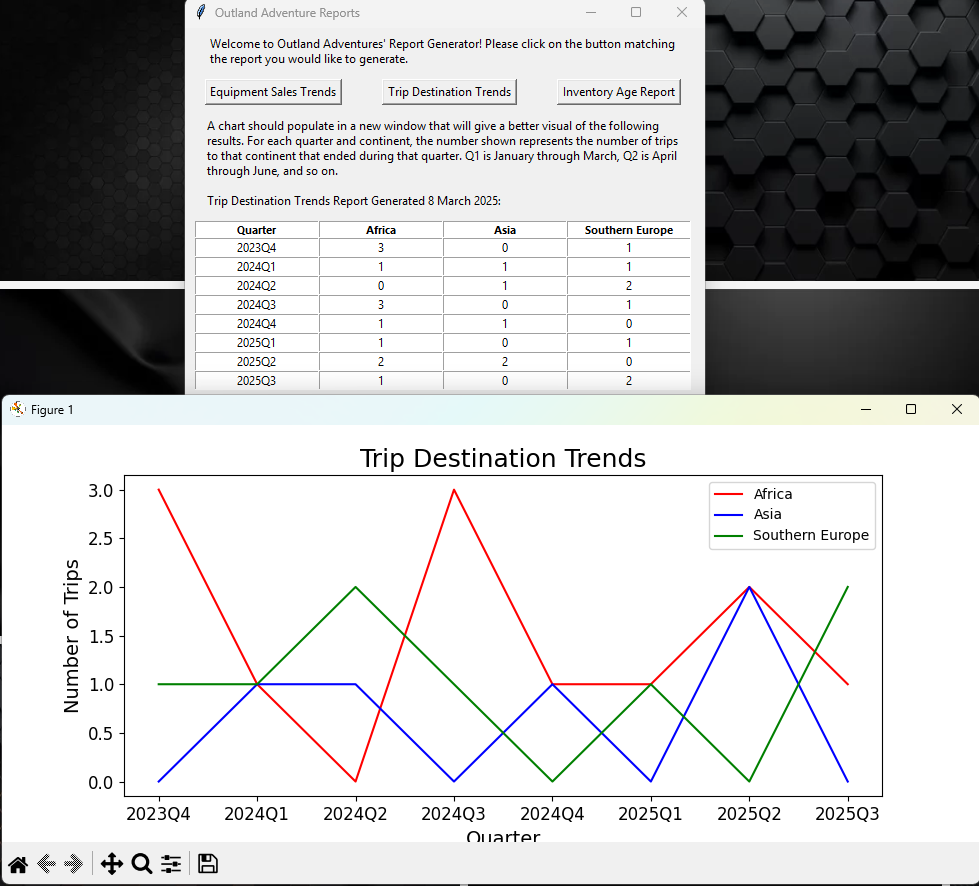 Outland Adventure Reports
Welcome to Outland Adventures' Report Generator! Please click on the button matching
the report you would like to generate.
Equipment Sales Trends Trip Destination Trends Inventory Age Report
A chart should populate in a new window that will give a better visual of the following
results. For each quarter and continent, the number shown represents the number of trips
to that continent that ended during that quarter. Q1 is January through March, Q2 is April
through June, and so on.
Trip Destination Trends Report Generated 8 March 2025:
Quarter Africa Asia Southern Europe
2023Q4 3 0 1
2024Q1 1 1 1
2024Q2 0 1 2
2024Q3 3 0 1
2024Q4 1 1 0
2025Q1 1 0 1
2025Q2 2 2 0
2025Q3 1 0 2
Figure 1
Trip Destination Trends
Africa
Asia
Southern Europe
Number of Trips
3.0
2.5
2.0
1.5
1.0
0.5
0.0
2023Q4 2024Q1 2024Q2 2024Q3 2024Q4 2025Q1 2025Q2 2025Q3
Quarter